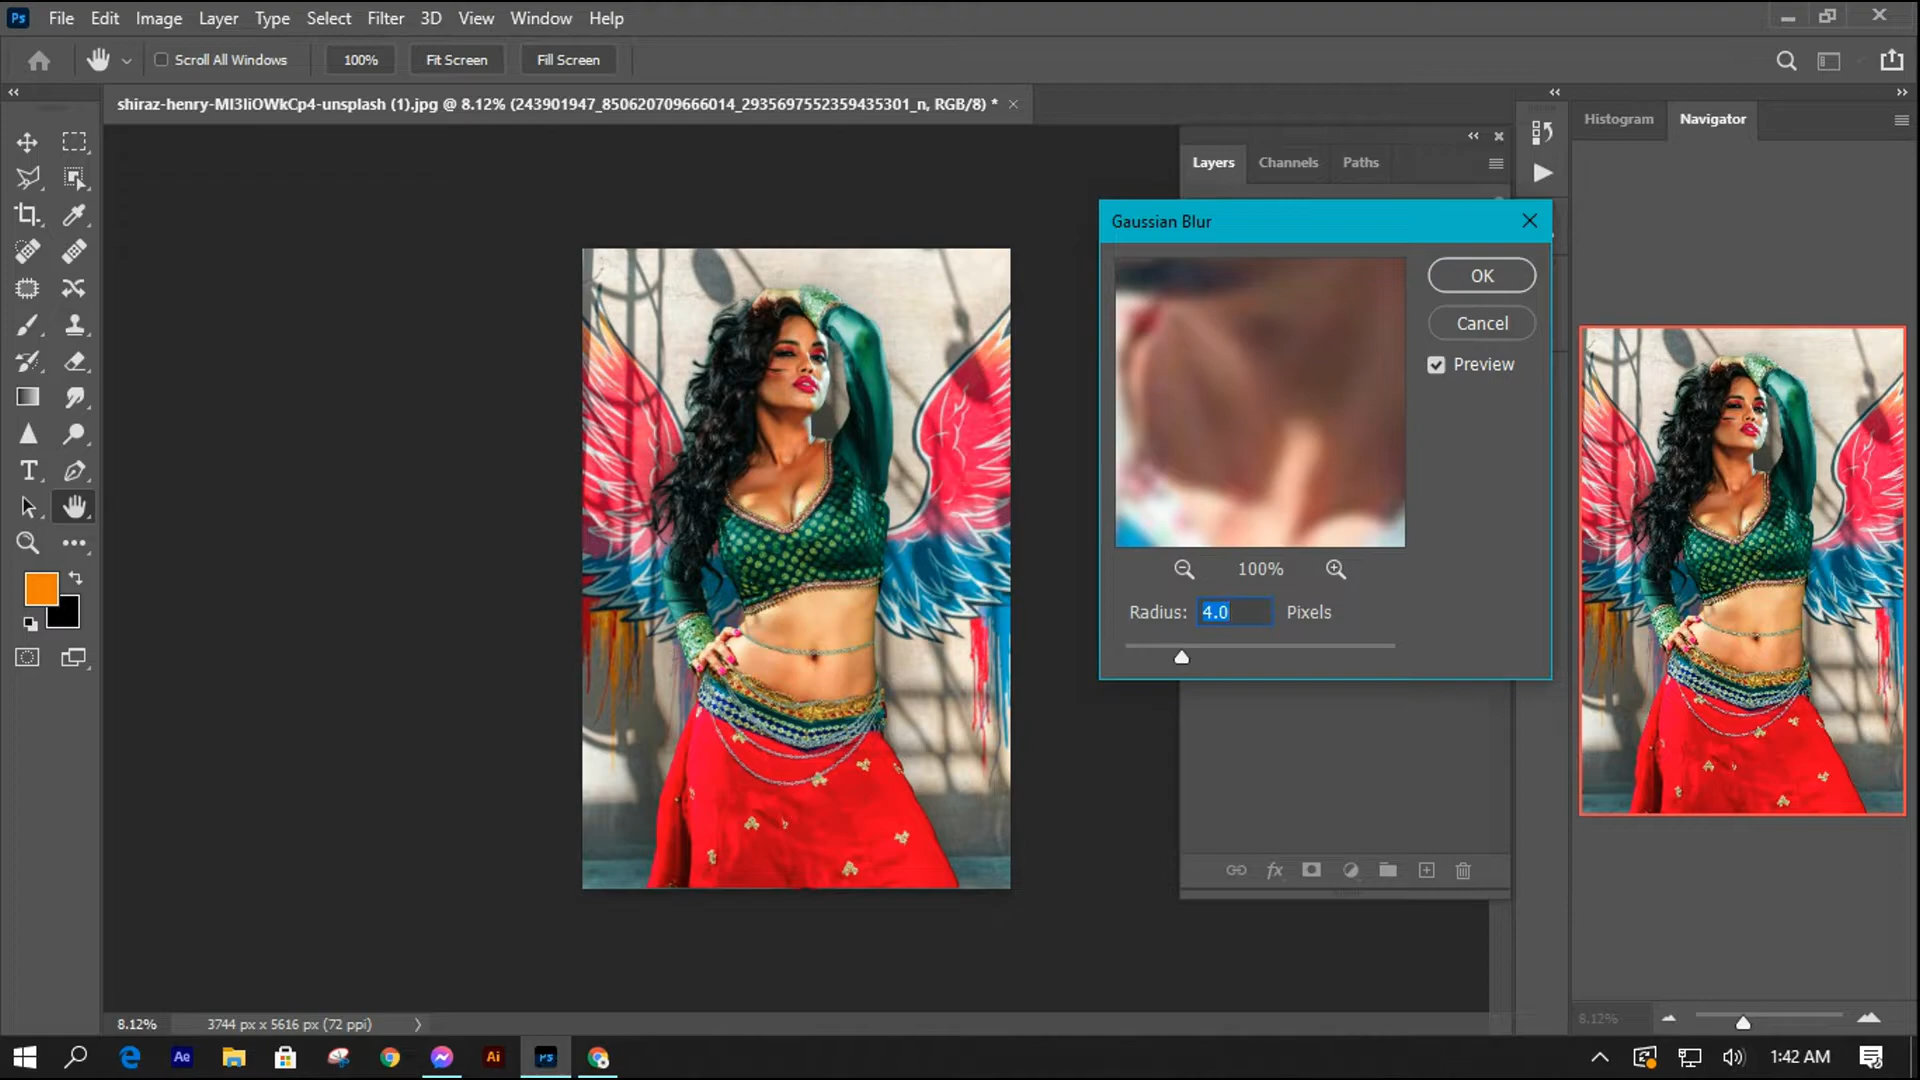 Ps File Edit Image Layer Type Select Filter 3D View Window Help
Scroll All Windows 100% Fit Screen Fill Screen
shiraz-henry-Ml3liOWkCp4-unsplash (1).jpg @ 8.12% (243901947_850620709666014_2935697552359435301_n, RGB/8) *
Histogram Navigator
Layers Channels Paths
Gaussian Blur
OK
Cancel
Preview
100%
Radius: 4.0 Pixels
T
fx
8.12% 3744 px x 5616 px (72 ppi)
8.12%
Ae Ai Ps 1:42 AM